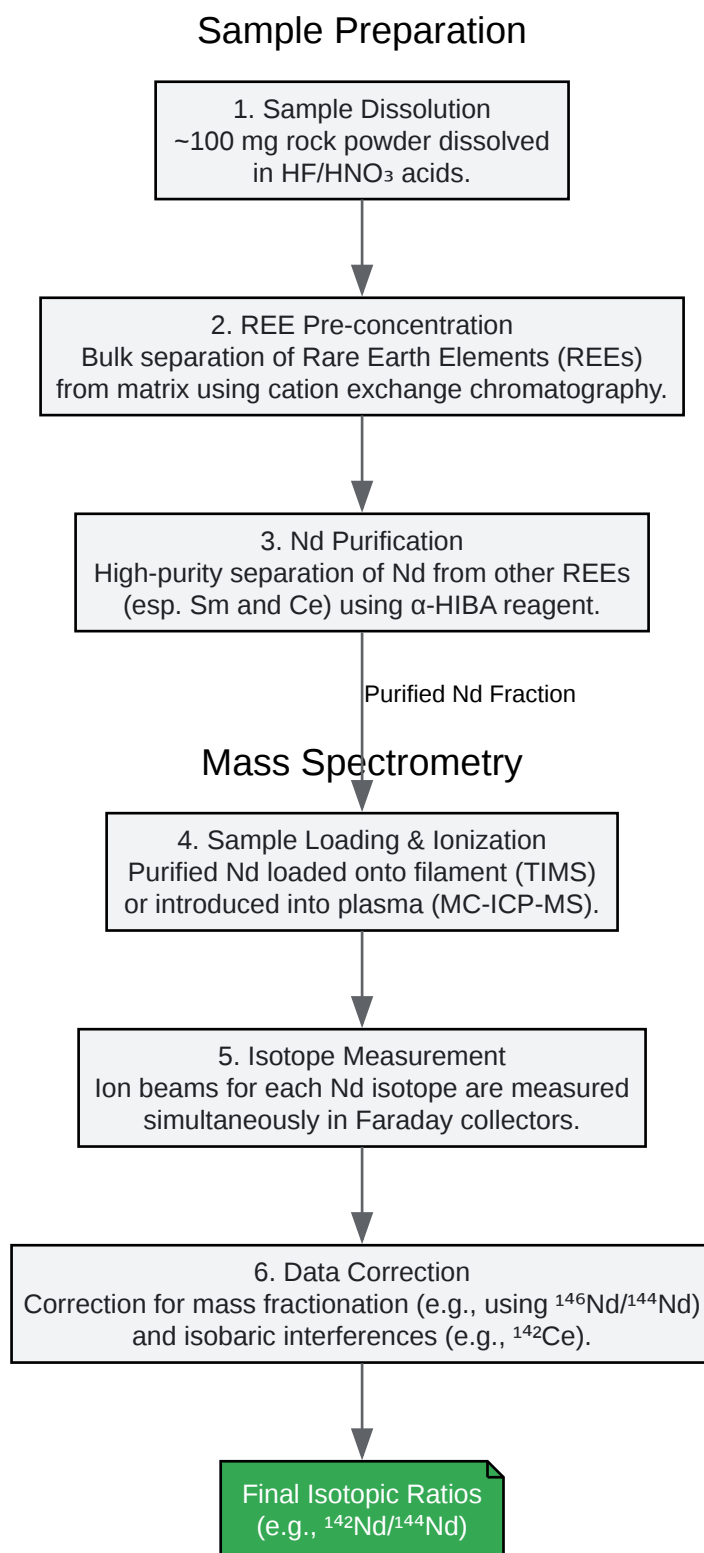 Sample Preparation
1. Sample Dissolution
~100 mg rock powder dissolved
in HF/HNO₃ acids.
2. REE Pre-concentration
Bulk separation of Rare Earth Elements (REEs)
from matrix using cation exchange chromatography.
3. Nd Purification
High-purity separation of Nd from other REEs
(esp. Sm and Ce) using α-HIBA reagent.
Purified Nd Fraction
Mass Spectrometry
4. Sample Loading & Ionization
Purified Nd loaded onto filament (TIMS)
or introduced into plasma (MC-ICP-MS).
5. Isotope Measurement
Ion beams for each Nd isotope are measured
simultaneously in Faraday collectors.
6. Data Correction
Correction for mass fractionation (e.g., using ¹⁴⁶Nd/¹⁴⁴Nd)
and isobaric interferences (e.g., ¹⁴²Ce).
Final Isotopic Ratios
(e.g., ¹⁴²Nd/¹⁴⁴Nd)